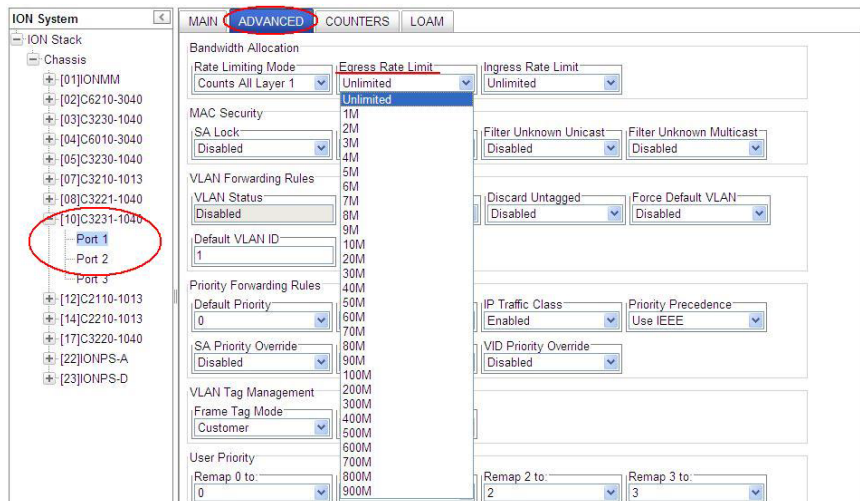 ION System
ION Stack
Chassis
[01]IONMM
[02]C6210-3040
[03]C3230-1040
[04]C6010-3040
[05]C3230-1040
[07]C3210-1013
[08]C3221-1040
[10]C3231-1040
Port 1
Port 2
Port 3
[12]C2110-1013
[14]C2210-1013
[17]C3220-1040
[22]IONPS-A
[23]IONPS-D
MAIN ADVANCED COUNTERS LOAM
Bandwidth Allocation
Rate Limiting Mode Egress Rate Limit Ingress Rate Limit
Counts All Layer 1 Unlimited Unlimited
Unlimited
1M
2M
3M
4M
5M
6M
7M
8M
9M
10M
20M
30M
40M
50M
60M
70M
80M
90M
100M
200M
300M
400M
500M
600M
700M
800M
900M
MAC Security
SA Lock Filter Unknown Unicast Filter Unknown Multicast
Disabled Disabled Disabled
VLAN Forwarding Rules
VLAN Status Discard Untagged Force Default VLAN
Disabled Disabled Disabled
Default VLAN ID
1
Priority Forwarding Rules
Default Priority IP Traffic Class Priority Precedence
0 Enabled Use IEEE
SA Priority Override VID Priority Override
Disabled Disabled
VLAN Tag Management
Frame Tag Mode
Customer
User Priority
Remap 0 to: Remap 2 to: Remap 3 to:
0 2 3